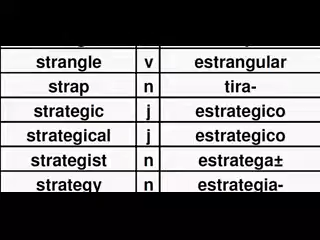 strangle v estrangular
strap n tira-
strategic j estrategico
strategical j estrategico
strategist n estratega±
strategy n estrategia-